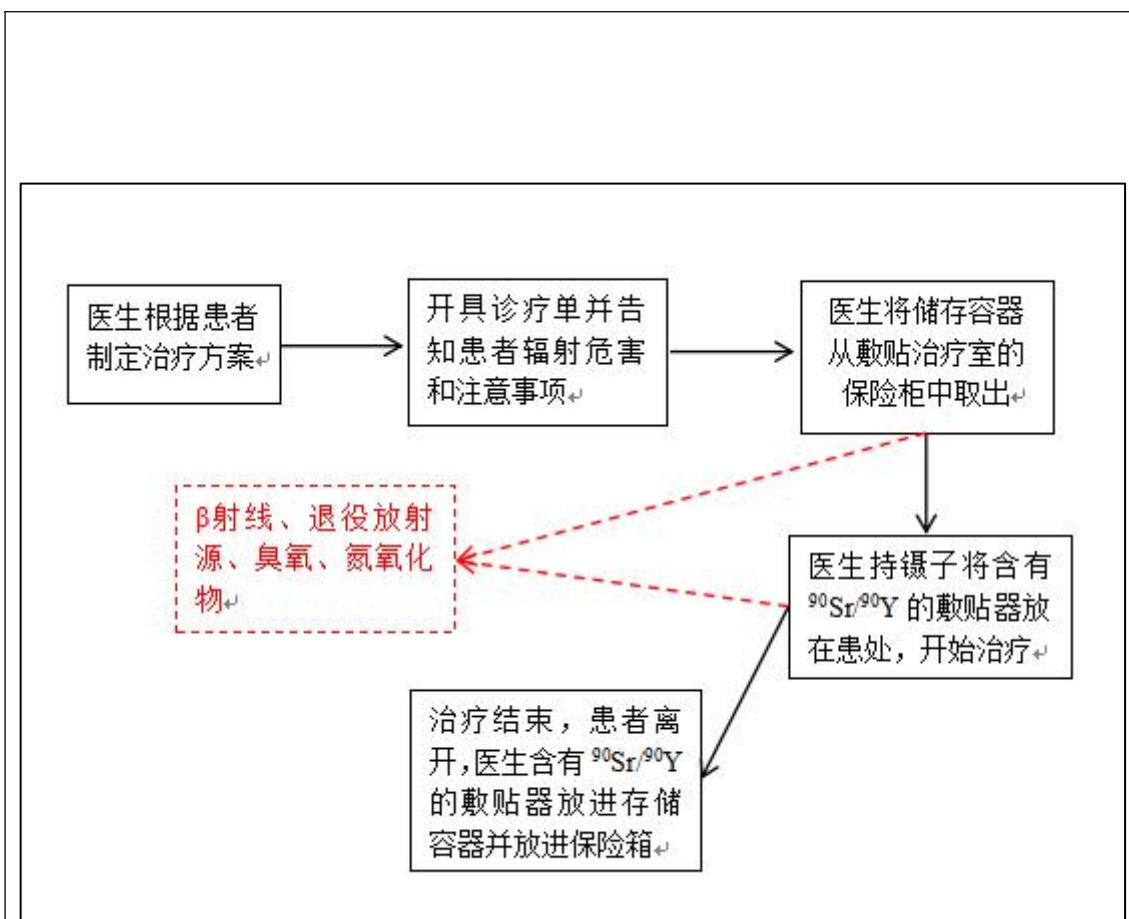 医生根据患者
制定治疗方案↵
开具诊疗单并告
知患者辐射危害
和注意事项↵
医生将储存容器
从敷贴治疗室的
保险柜中取出↵
β射线、退役放射
源、臭氧、氮氧化
物↵
医生持镊子将含有
⁹⁰Sr/⁹⁰Y 的敷贴器放
在患处，开始治疗↵
治疗结束，患者离
开，医生含有 ⁹⁰Sr/⁹⁰Y
的敷贴器放进存储
容器并放进保险箱↵